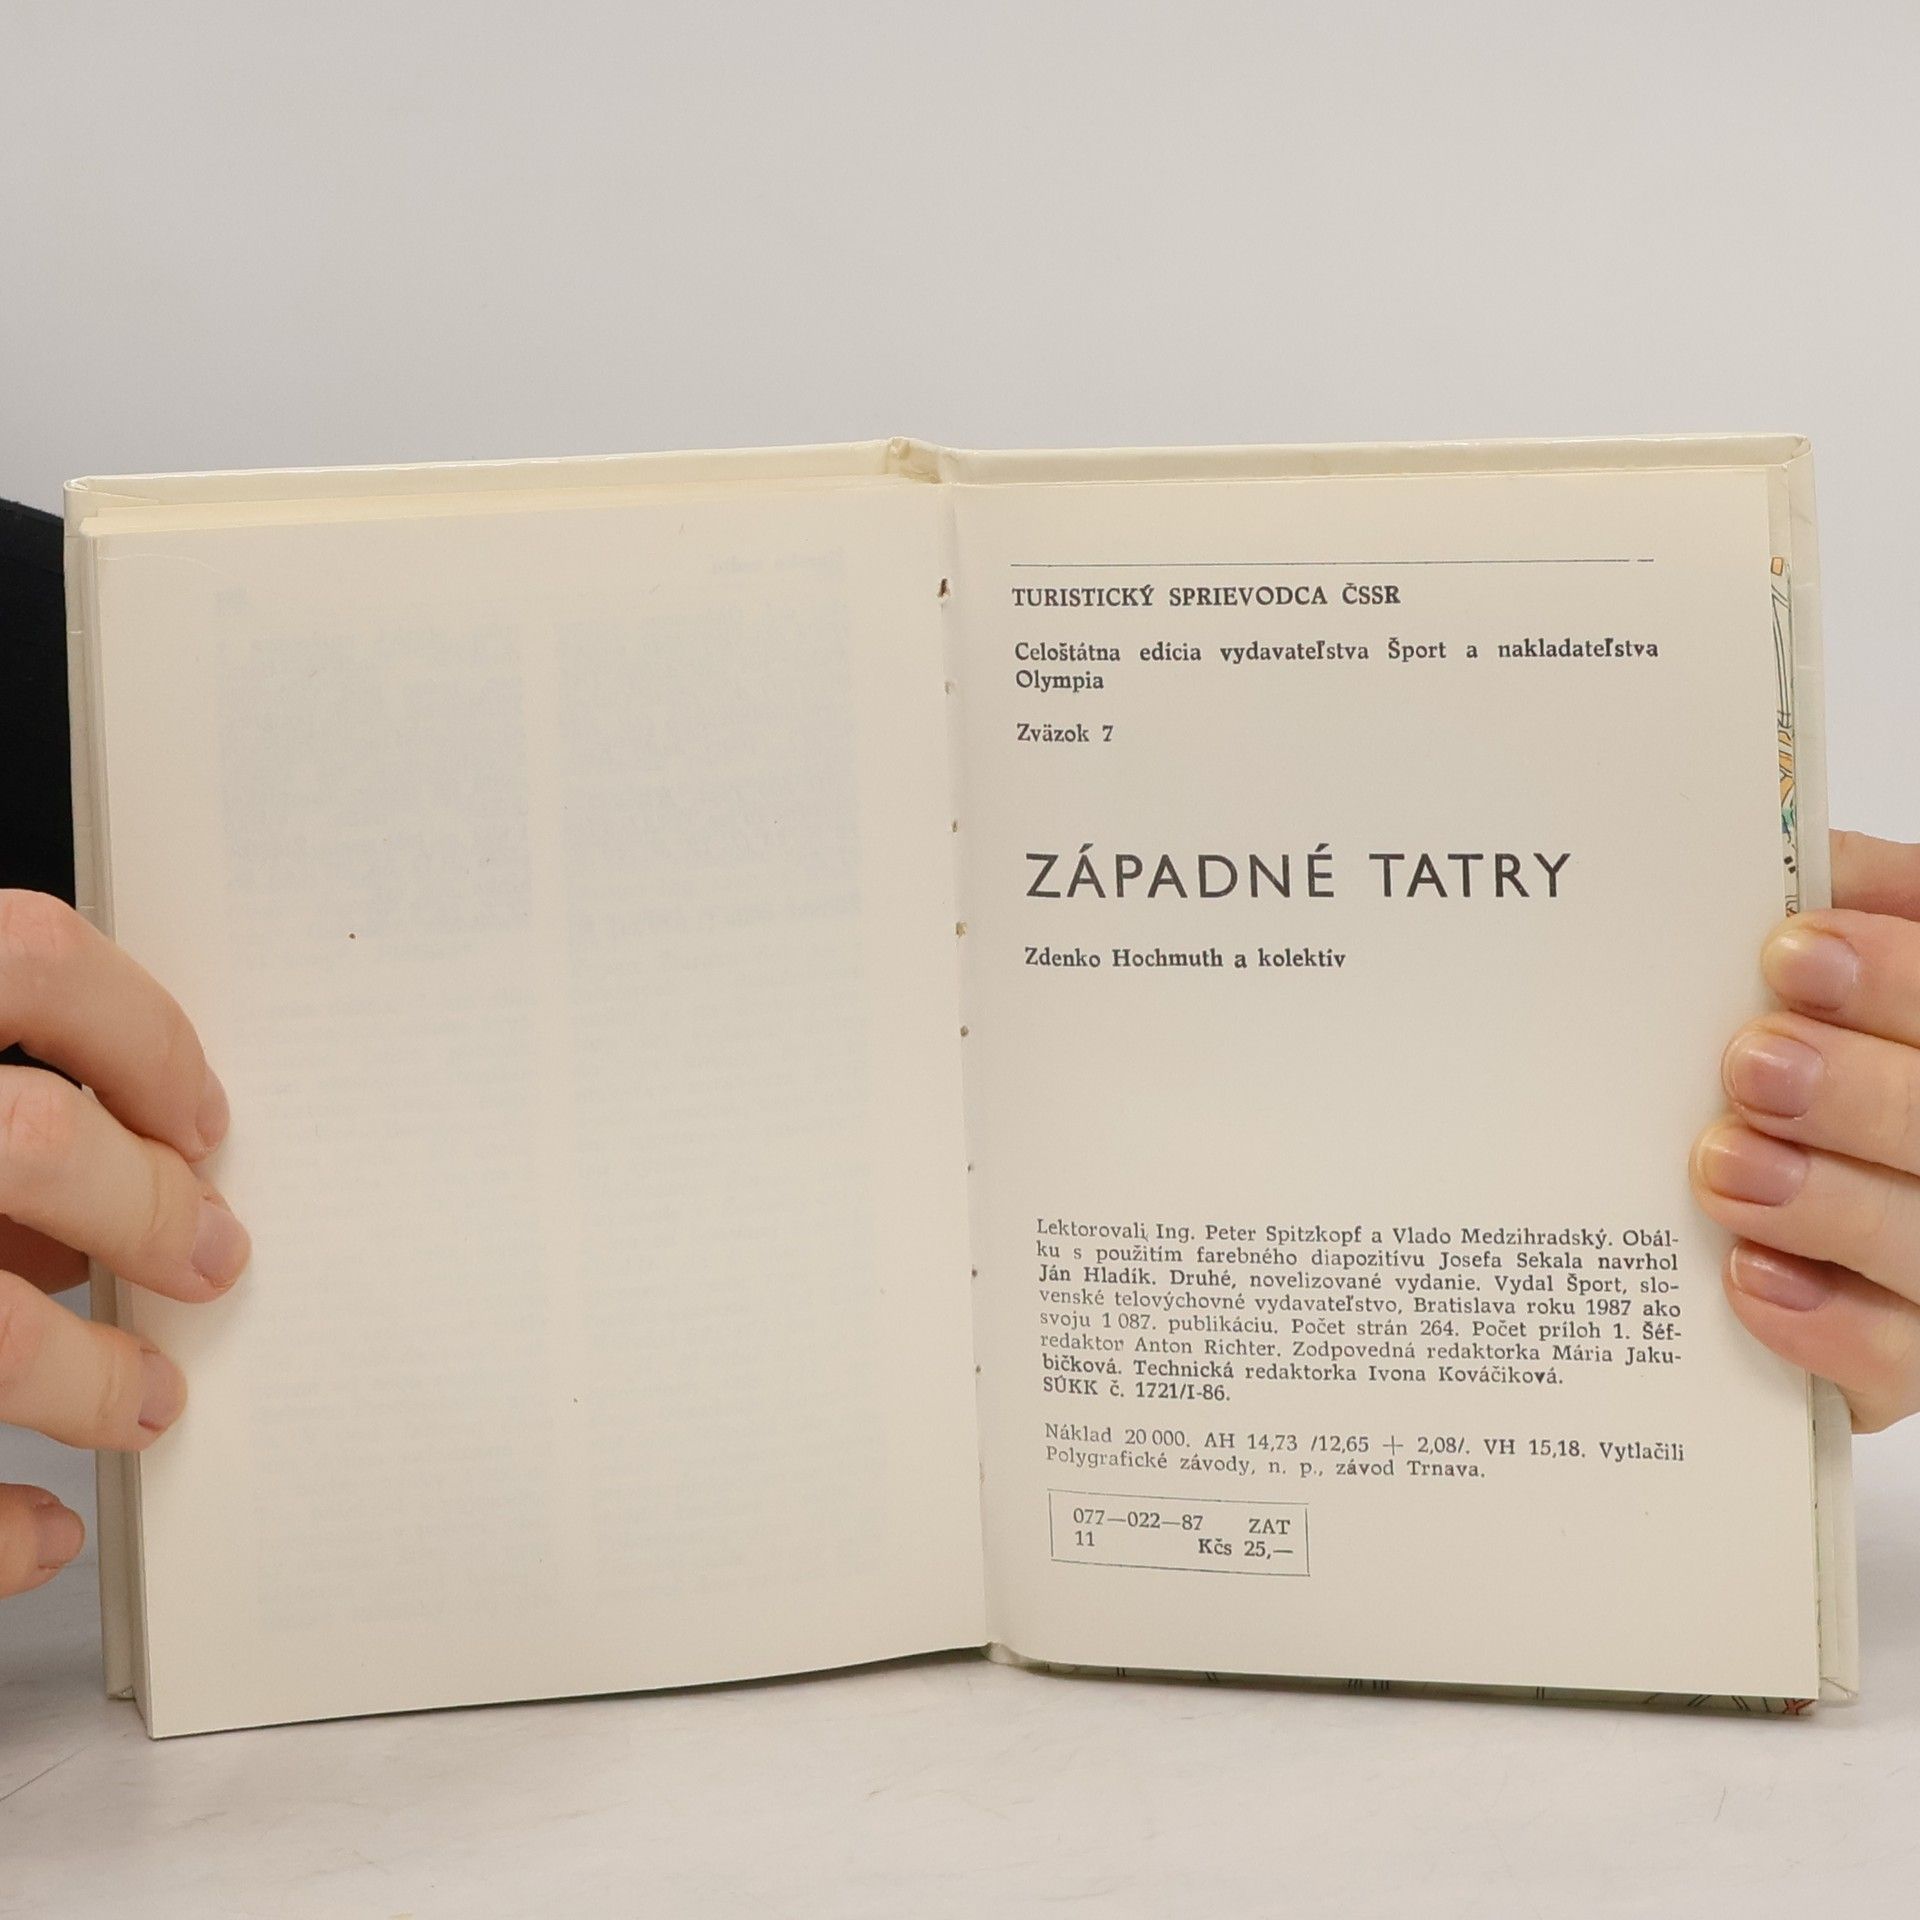 TURISTICKÝ SPRIEVODCA ČSSR
Celoštátna edícia vydavateľstva Šport a nakladateľstva
Olympia
Zväzok 7
ZÁPADNÉ TATRY
Zdenko Hochmuth a kolektív
Lektorovali Ing. Peter Spitzkopf a Vlado Medzihradský. Obál-
ku s použitím farebného diapozitívu Josefa Sekala navrhol
Ján Hladík. Druhé, novelizované vydanie. Vydal Šport, slo-
venské telovýchovné vydavateľstvo, Bratislava roku 1987 ako
svoju 1 087. publikáciu. Počet strán 264. Počet príloh 1. Šéf-
redaktor Anton Richter. Zodpovedná redaktorka Mária Jaku-
bičková. Technická redaktorka Ivona Kováčiková.
SÚKK č. 1721/I-86.
Náklad 20 000. AH 14,73 /12,65 + 2,08/. VH 15,18. Vytlačili
Polygrafické závody, n. p., závod Trnava.
077—022—87 ZAT
11 Kčs 25,—